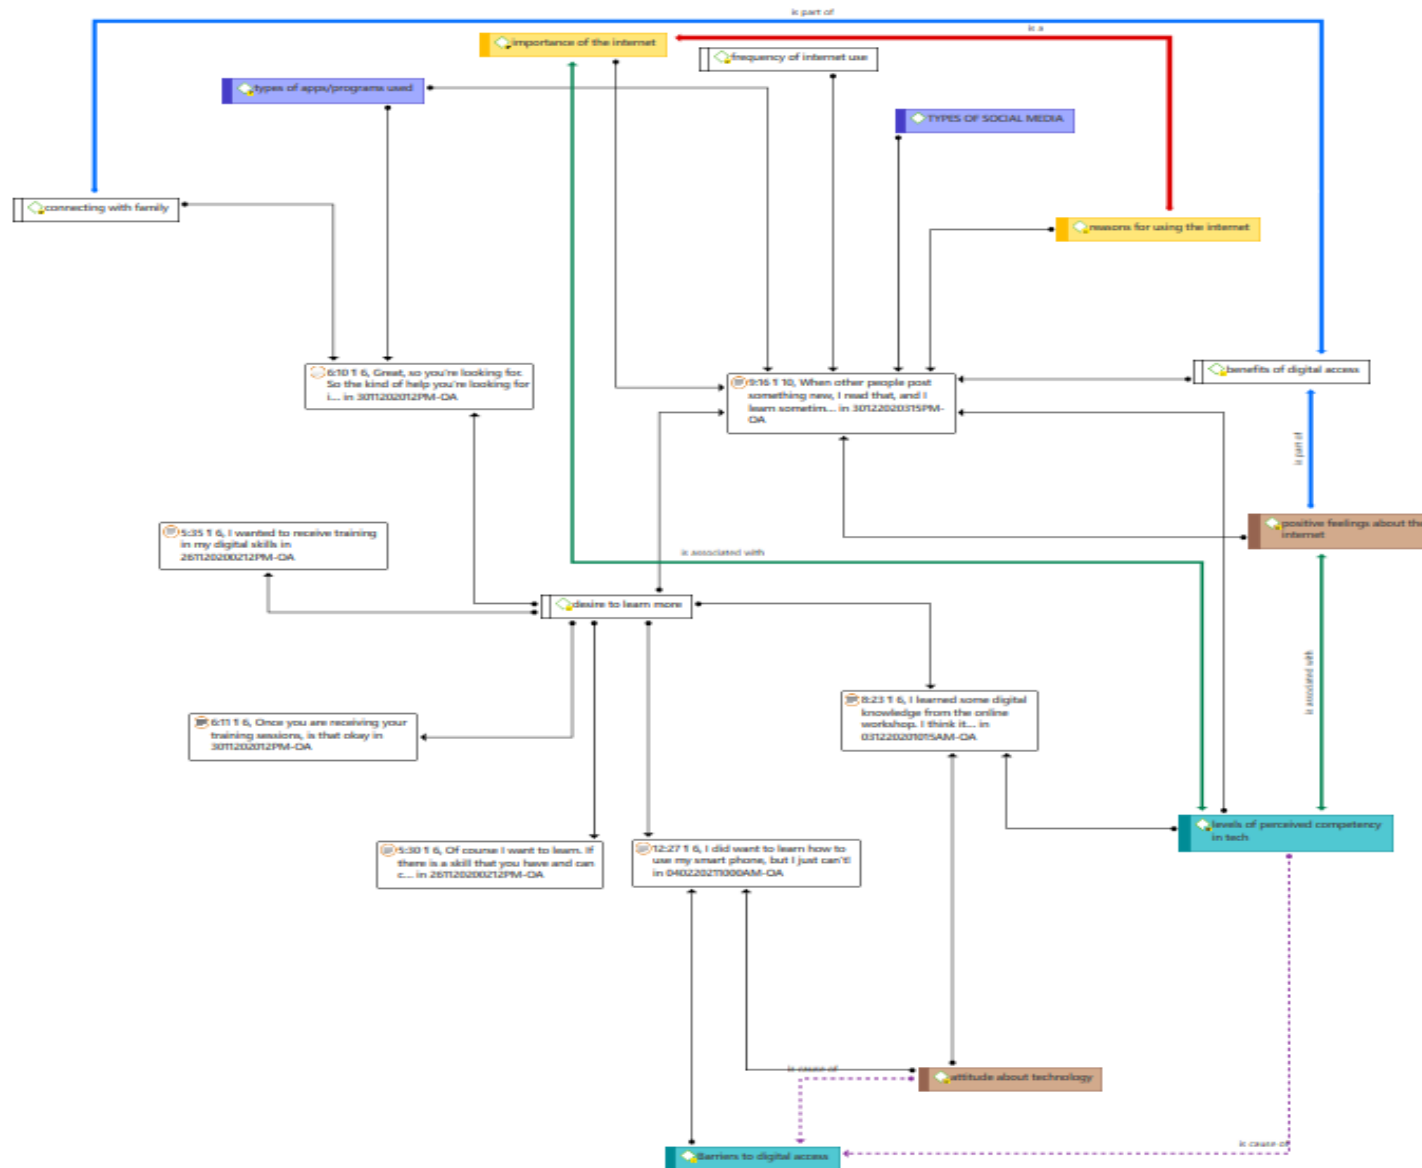 is part of
is a
importance of the internet
frequency of internet use
types of apps/programs used
TYPES OF SOCIAL MEDIA
connecting with family
reasons for using the internet
6:10 ¶ 6, Great, so you're looking for.
So the kind of help you're looking for
i... in 3011202012PM-OA
9:16 ¶ 10, When other people post
something new, I read that, and I
learn sometim... in 30122020315PM-
OA
benefits of digital access
is part of
5:35 ¶ 6, I wanted to receive training
in my digital skills in
261120200212PM-OA
positive feelings about the
internet
is associated with
desire to learn more
is associated with
8:23 ¶ 6, I learned some digital
knowledge from the online
workshop. I think it... in
031220201015AM-OA
6:11 ¶ 6, Once you are receiving your
training sessions, is that okay in
3011202012PM-OA
levels of perceived competency
in tech
5:30 ¶ 6, Of course I want to learn. If
there is a skill that you have and can
c... in 261120200212PM-OA
12:27 ¶ 6, I did want to learn how to
use my smart phone, but I just can't!
in 040220211000AM-OA
is cause of
attitude about technology
is cause of
Barriers to digital access